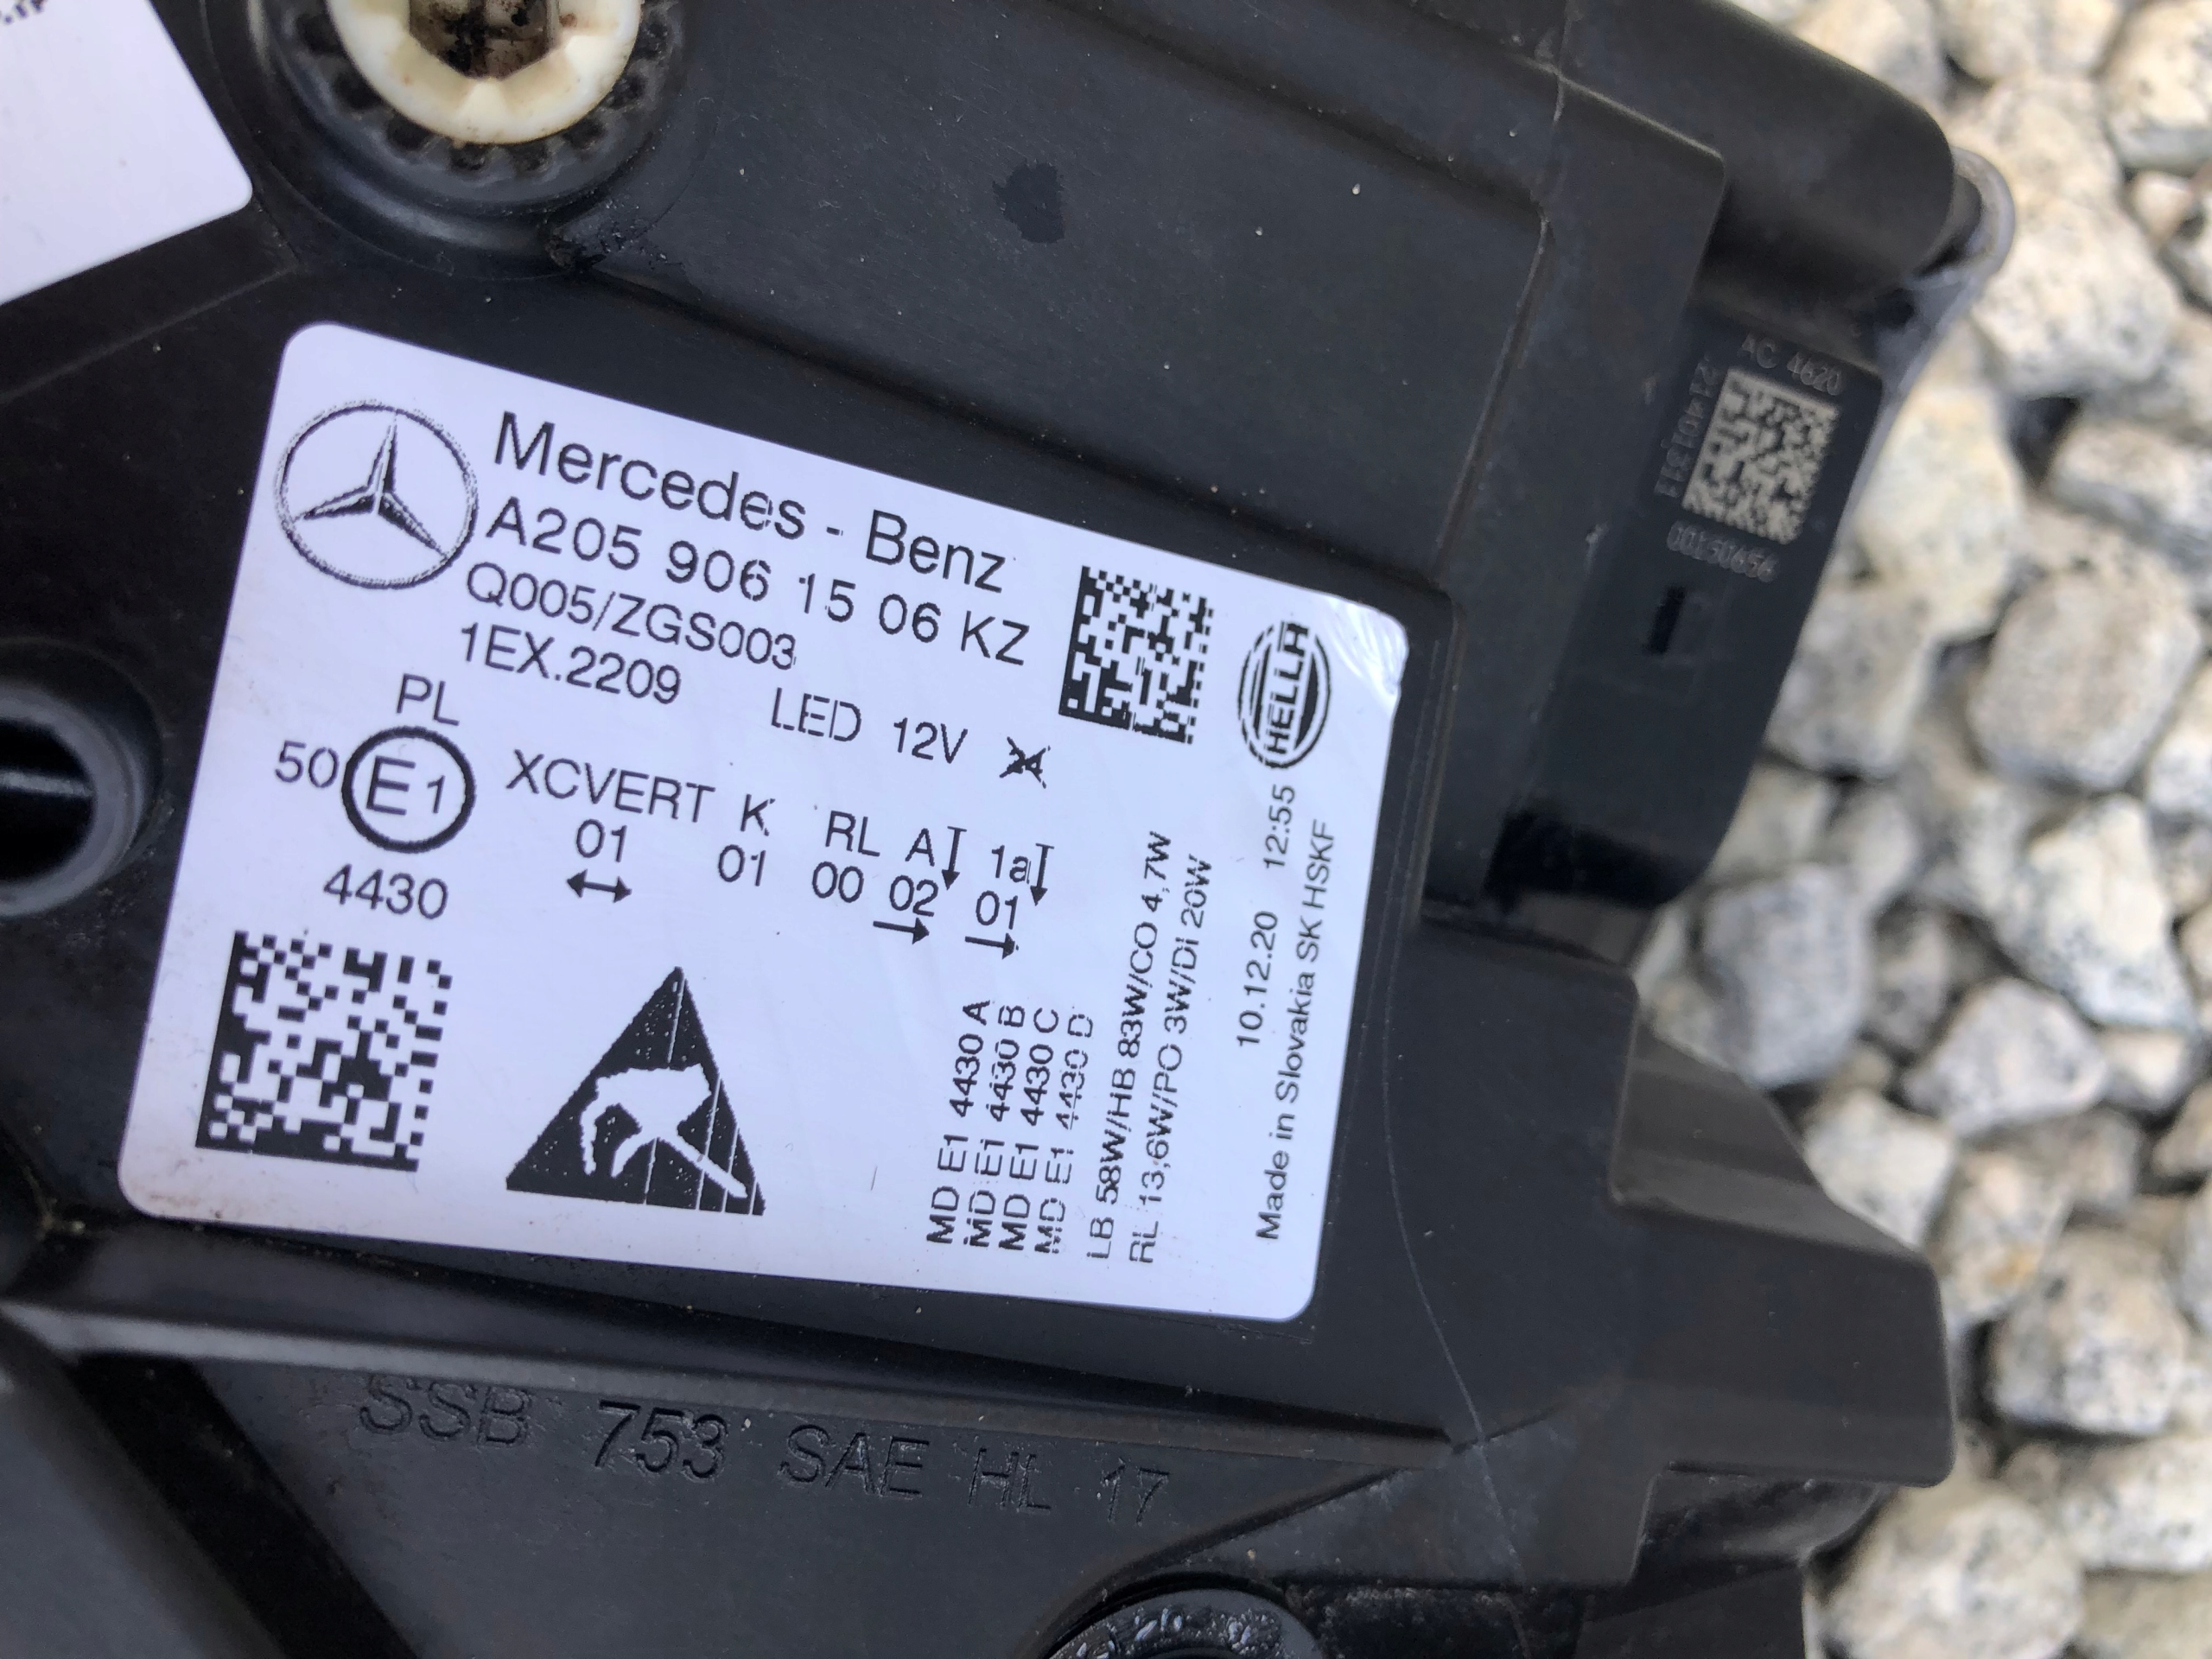 Mercedes - Benz
A205 906 15 06 KZ
Q005/ZGS003
1EX.2209
LED 12V
HELLA
PL
50 E1 XCVERT K RL A 1a
01 01 00 02 01
4430
MD E1 4430 A
MD E1 4430 B
MD E1 4430 C
MD E1 4430 D
LB 58W/HB 83W/CO 4,7W
RL 13,6W/PO 3W/DI 20W
10.12.20 12:55
Made in Slovakia SK HSKF
AC 4620
SSB 753 SAE HL 17